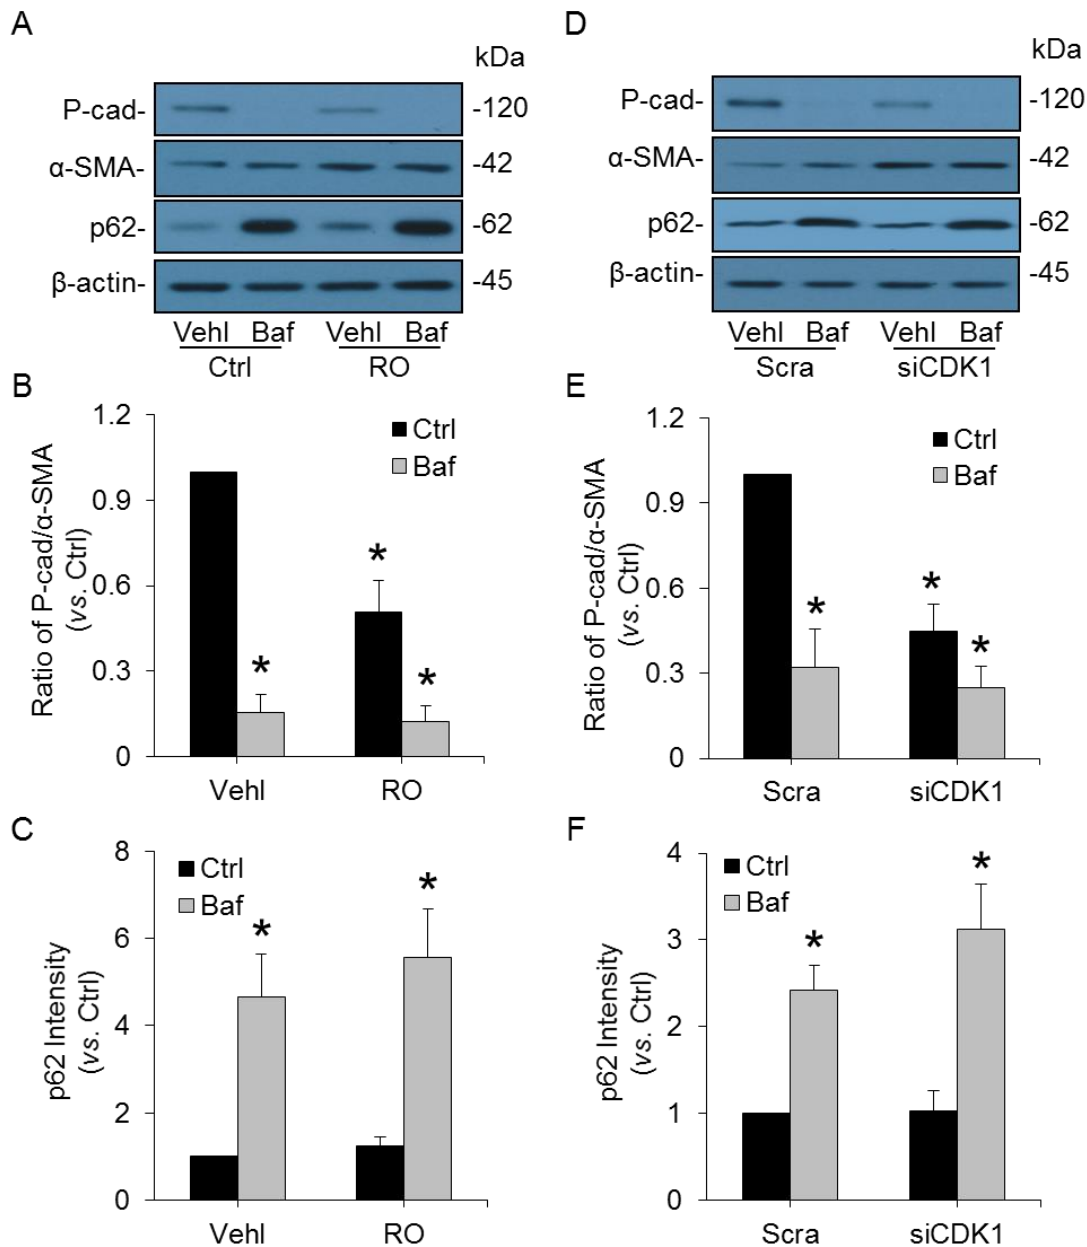 A
kDa
P-cad-
-120
α-SMA-
-42
p62-
-62
β-actin-
-45
Vehl Baf Vehl Baf
Ctrl RO
D
kDa
P-cad-
-120
α-SMA-
-42
p62-
-62
β-actin-
-45
Vehl Baf Vehl Baf
Scra siCDK1
B
Ratio of P-cad/α-SMA
(vs. Ctrl)
1.2
0.9
0.6
0.3
0
Ctrl
Baf
*
*
*
Vehl RO
E
Ratio of P-cad/α-SMA
(vs. Ctrl)
1.2
0.9
0.6
0.3
0
Ctrl
Baf
*
*
*
Scra siCDK1
C
p62 Intensity
(vs. Ctrl)
8
6
4
2
0
Ctrl
Baf
*
*
Vehl RO
F
p62 Intensity
(vs. Ctrl)
4
3
2
1
0
Ctrl
Baf
*
*
Scra siCDK1